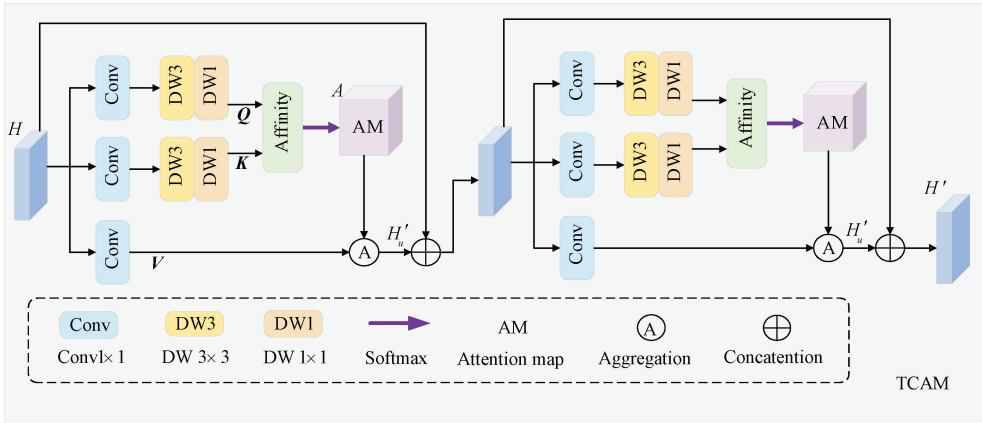 H
Conv
DW3
DW1
Q
Affinity
A
AM
Conv
DW3
DW1
K
Conv
V
A
H'u
Conv
DW3
DW1
Affinity
AM
Conv
DW3
DW1
Conv
A
H'u
H'
Conv
DW3
DW1
AM
A
Conv1×1
DW 3×3
DW 1×1
Softmax
Attention map
Aggregation
Concatention
TCAM